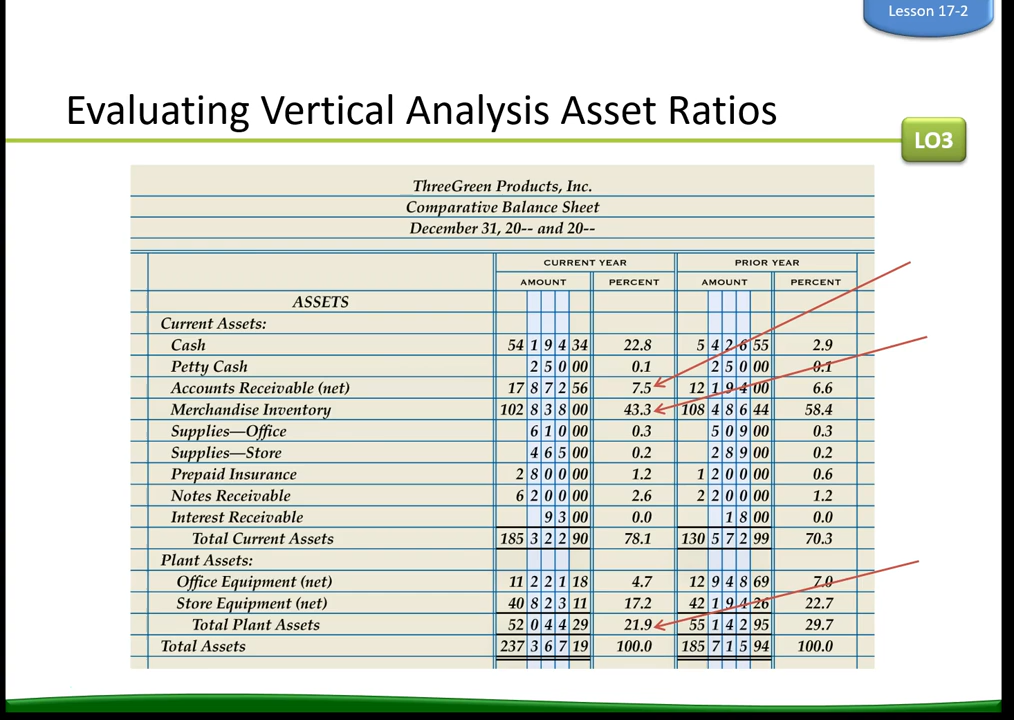 Lesson 17-2
Evaluating Vertical Analysis Asset Ratios
LO3
ThreeGreen Products, Inc.
Comparative Balance Sheet
December 31, 20-- and 20--
CURRENT YEAR PRIOR YEAR
AMOUNT PERCENT AMOUNT PERCENT
ASSETS
Current Assets:
Cash 54 1 9 4 34 22.8 5 4 2 6 55 2.9
Petty Cash 2 5 0 00 0.1 2 5 0 00 0.1
Accounts Receivable (net) 17 8 7 2 56 7.5 12 1 9 4 00 6.6
Merchandise Inventory 102 8 3 8 00 43.3 108 4 8 6 44 58.4
Supplies—Office 6 1 0 00 0.3 5 0 9 00 0.3
Supplies—Store 4 6 5 00 0.2 2 8 9 00 0.2
Prepaid Insurance 2 8 0 0 00 1.2 1 2 0 0 00 0.6
Notes Receivable 6 2 0 0 00 2.6 2 2 0 0 00 1.2
Interest Receivable 9 3 00 0.0 1 8 00 0.0
Total Current Assets 185 3 2 2 90 78.1 130 5 7 2 99 70.3
Plant Assets:
Office Equipment (net) 11 2 2 1 18 4.7 12 9 4 8 69 7.0
Store Equipment (net) 40 8 2 3 11 17.2 42 1 9 4 26 22.7
Total Plant Assets 52 0 4 4 29 21.9 55 1 4 2 95 29.7
Total Assets 237 3 6 7 19 100.0 185 7 1 5 94 100.0